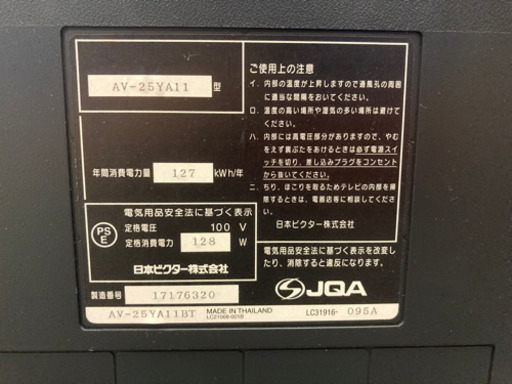 AV-25YA11 型
年間消費電力量 127 kWh/年
PS
E
電気用品安全法に基づく表示
定格電圧 100 V
定格消費電力 128 W
日本ビクター株式会社
製造番号 17176320
AV-25YA11BT
MADE IN THAILAND
LC21068-001B
ご使用上の注意
イ. 内部の温度が上昇しますので通風孔の周囲
に適当な間隔をおいてください。
ロ. 温度の高い場所や湿気の多い場所は避けて
ください。
ハ. 内部には高電圧部分がありますので、やむ
をえず裏ぶたをあけるときは必ず電源スイ
ッチを切り、差し込みプラグをコンセント
から抜いてください。
ニ. ちり、ほこりを取るためテレビの内部を掃
除するときは、電器店等に相談してください。
日本ビクター株式会社
電気用品安全法に基づく表示を改変し
たり、消除すると違反になります。
JQA
LC31916- 095A